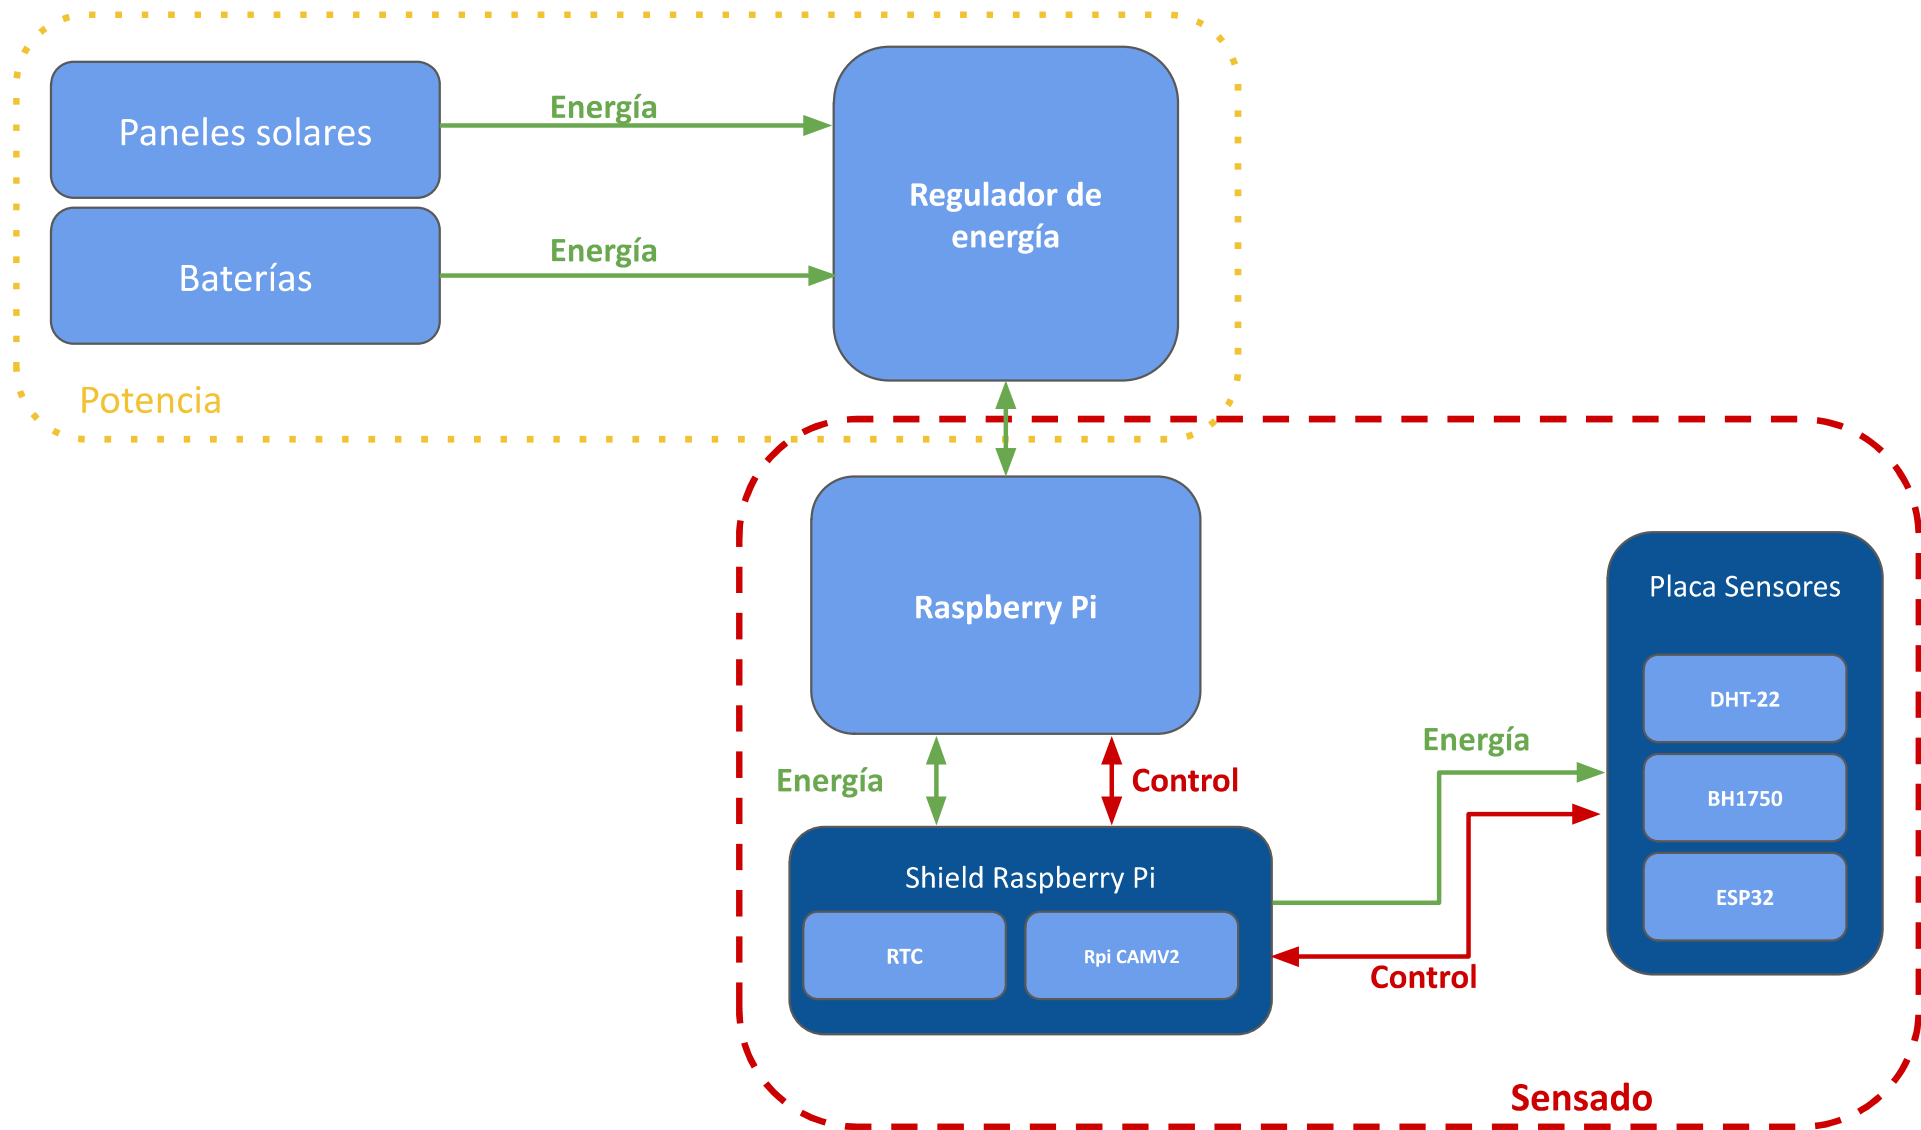 Paneles solares
Energía
Regulador de
energía
Baterías
Energía
Potencia
Raspberry Pi
Placa Sensores
DHT-22
BH1750
ESP32
Energía
Control
Energía
Shield Raspberry Pi
RTC
Rpi CAMV2
Control
Sensado